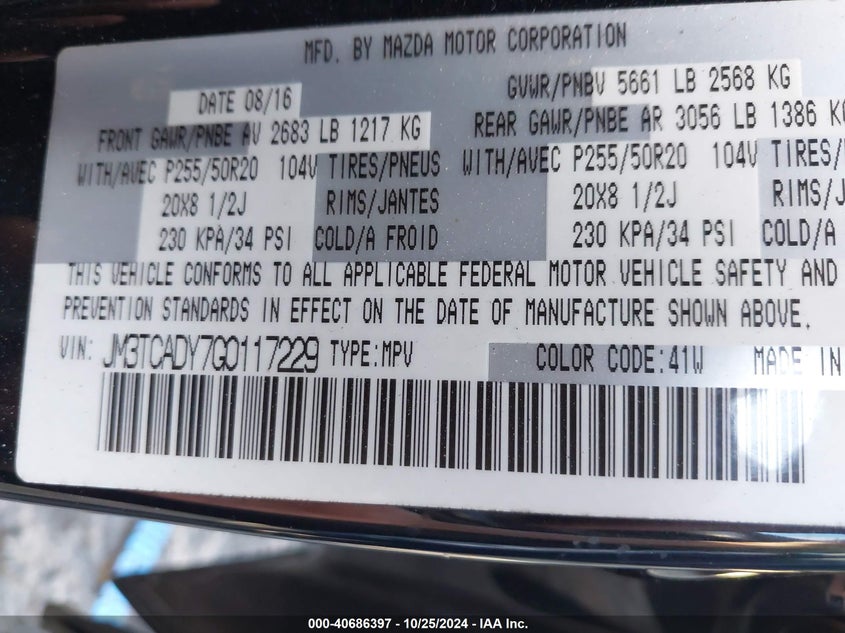 MFD. BY MAZDA MOTOR CORPORATION
DATE 08/16 GVWR/PNBV 5661 LB 2568 KG
FRONT GAWR/PNBE AV 2683 LB 1217 KG REAR GAWR/PNBE AR 3056 LB 1386 KG
WITH/AVEC P255/50R20 104V TIRES/PNEUS WITH/AVEC P255/50R20 104V TIRES/
20X8 1/2J RIMS/JANTES 20X8 1/2J RIMS/J
230 KPA/34 PSI COLD/A FROID 230 KPA/34 PSI COLD/A
THIS VEHICLE CONFORMS TO ALL APPLICABLE FEDERAL MOTOR VEHICLE SAFETY AND
PREVENTION STANDARDS IN EFFECT ON THE DATE OF MANUFACTURE SHOWN ABOVE.
VIN: JM3TCADY7G0117229 TYPE:MPV COLOR CODE:41W MADE IN
000-40686397 - 10/25/2024 - IAA Inc.